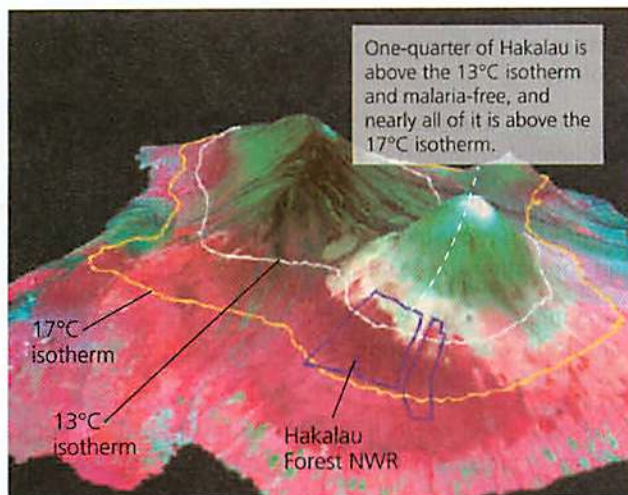 One-quarter of Hakalau is
above the 13°C isotherm
and malaria-free, and
nearly all of it is above the
17°C isotherm.
17°C
isotherm
13°C
isotherm
Hakalau
Forest NWR